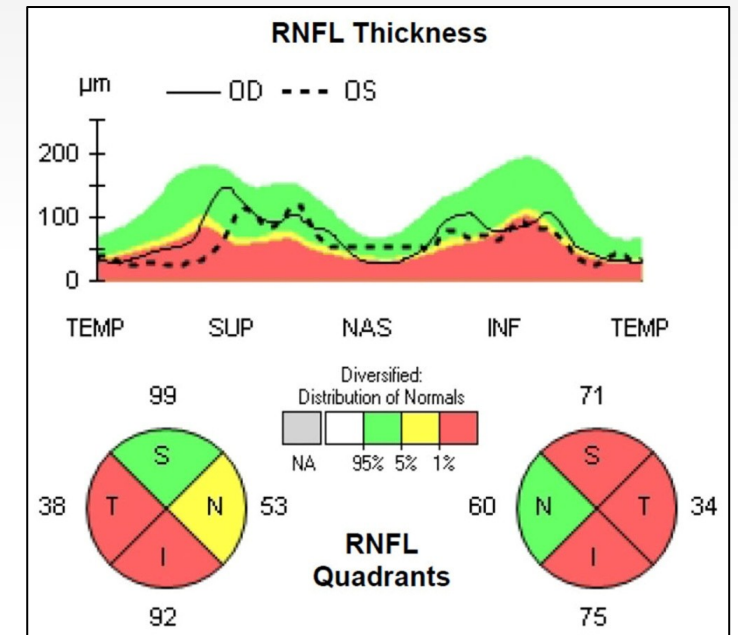 RNFL Thickness
µm
OD
OS
200
100
0
TEMP SUP NAS INF TEMP
Diversified:
Distribution of Normals
NA 95% 5% 1%
99
S
38 T N 53
I
92
71
S
60 N T 34
I
75
RNFL
Quadrants